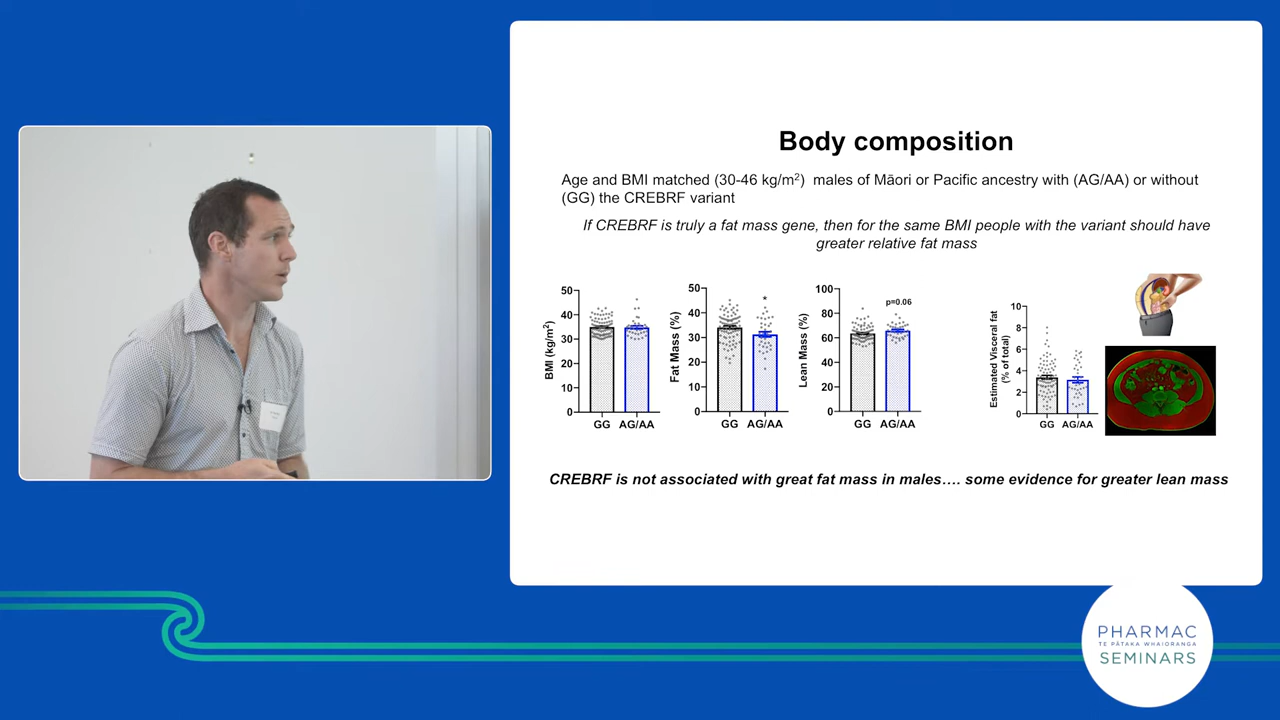 Body composition
Age and BMI matched (30-46 kg/m²) males of Māori or Pacific ancestry with (AG/AA) or without
(GG) the CREBRF variant
If CREBRF is truly a fat mass gene, then for the same BMI people with the variant should have
greater relative fat mass
BMI (kg/m²)
50
40
30
20
10
0
GG AG/AA
Fat Mass (%)
50
40
30
20
10
0
*
GG AG/AA
Lean Mass (%)
100
80
60
40
20
0
p=0.06
GG AG/AA
Estimated Visceral fat
(% of total)
10
8
6
4
2
0
GG AG/AA
CREBRF is not associated with great fat mass in males…. some evidence for greater lean mass
PHARMAC
TE PĀTAKA WHAIORANGA
SEMINARS